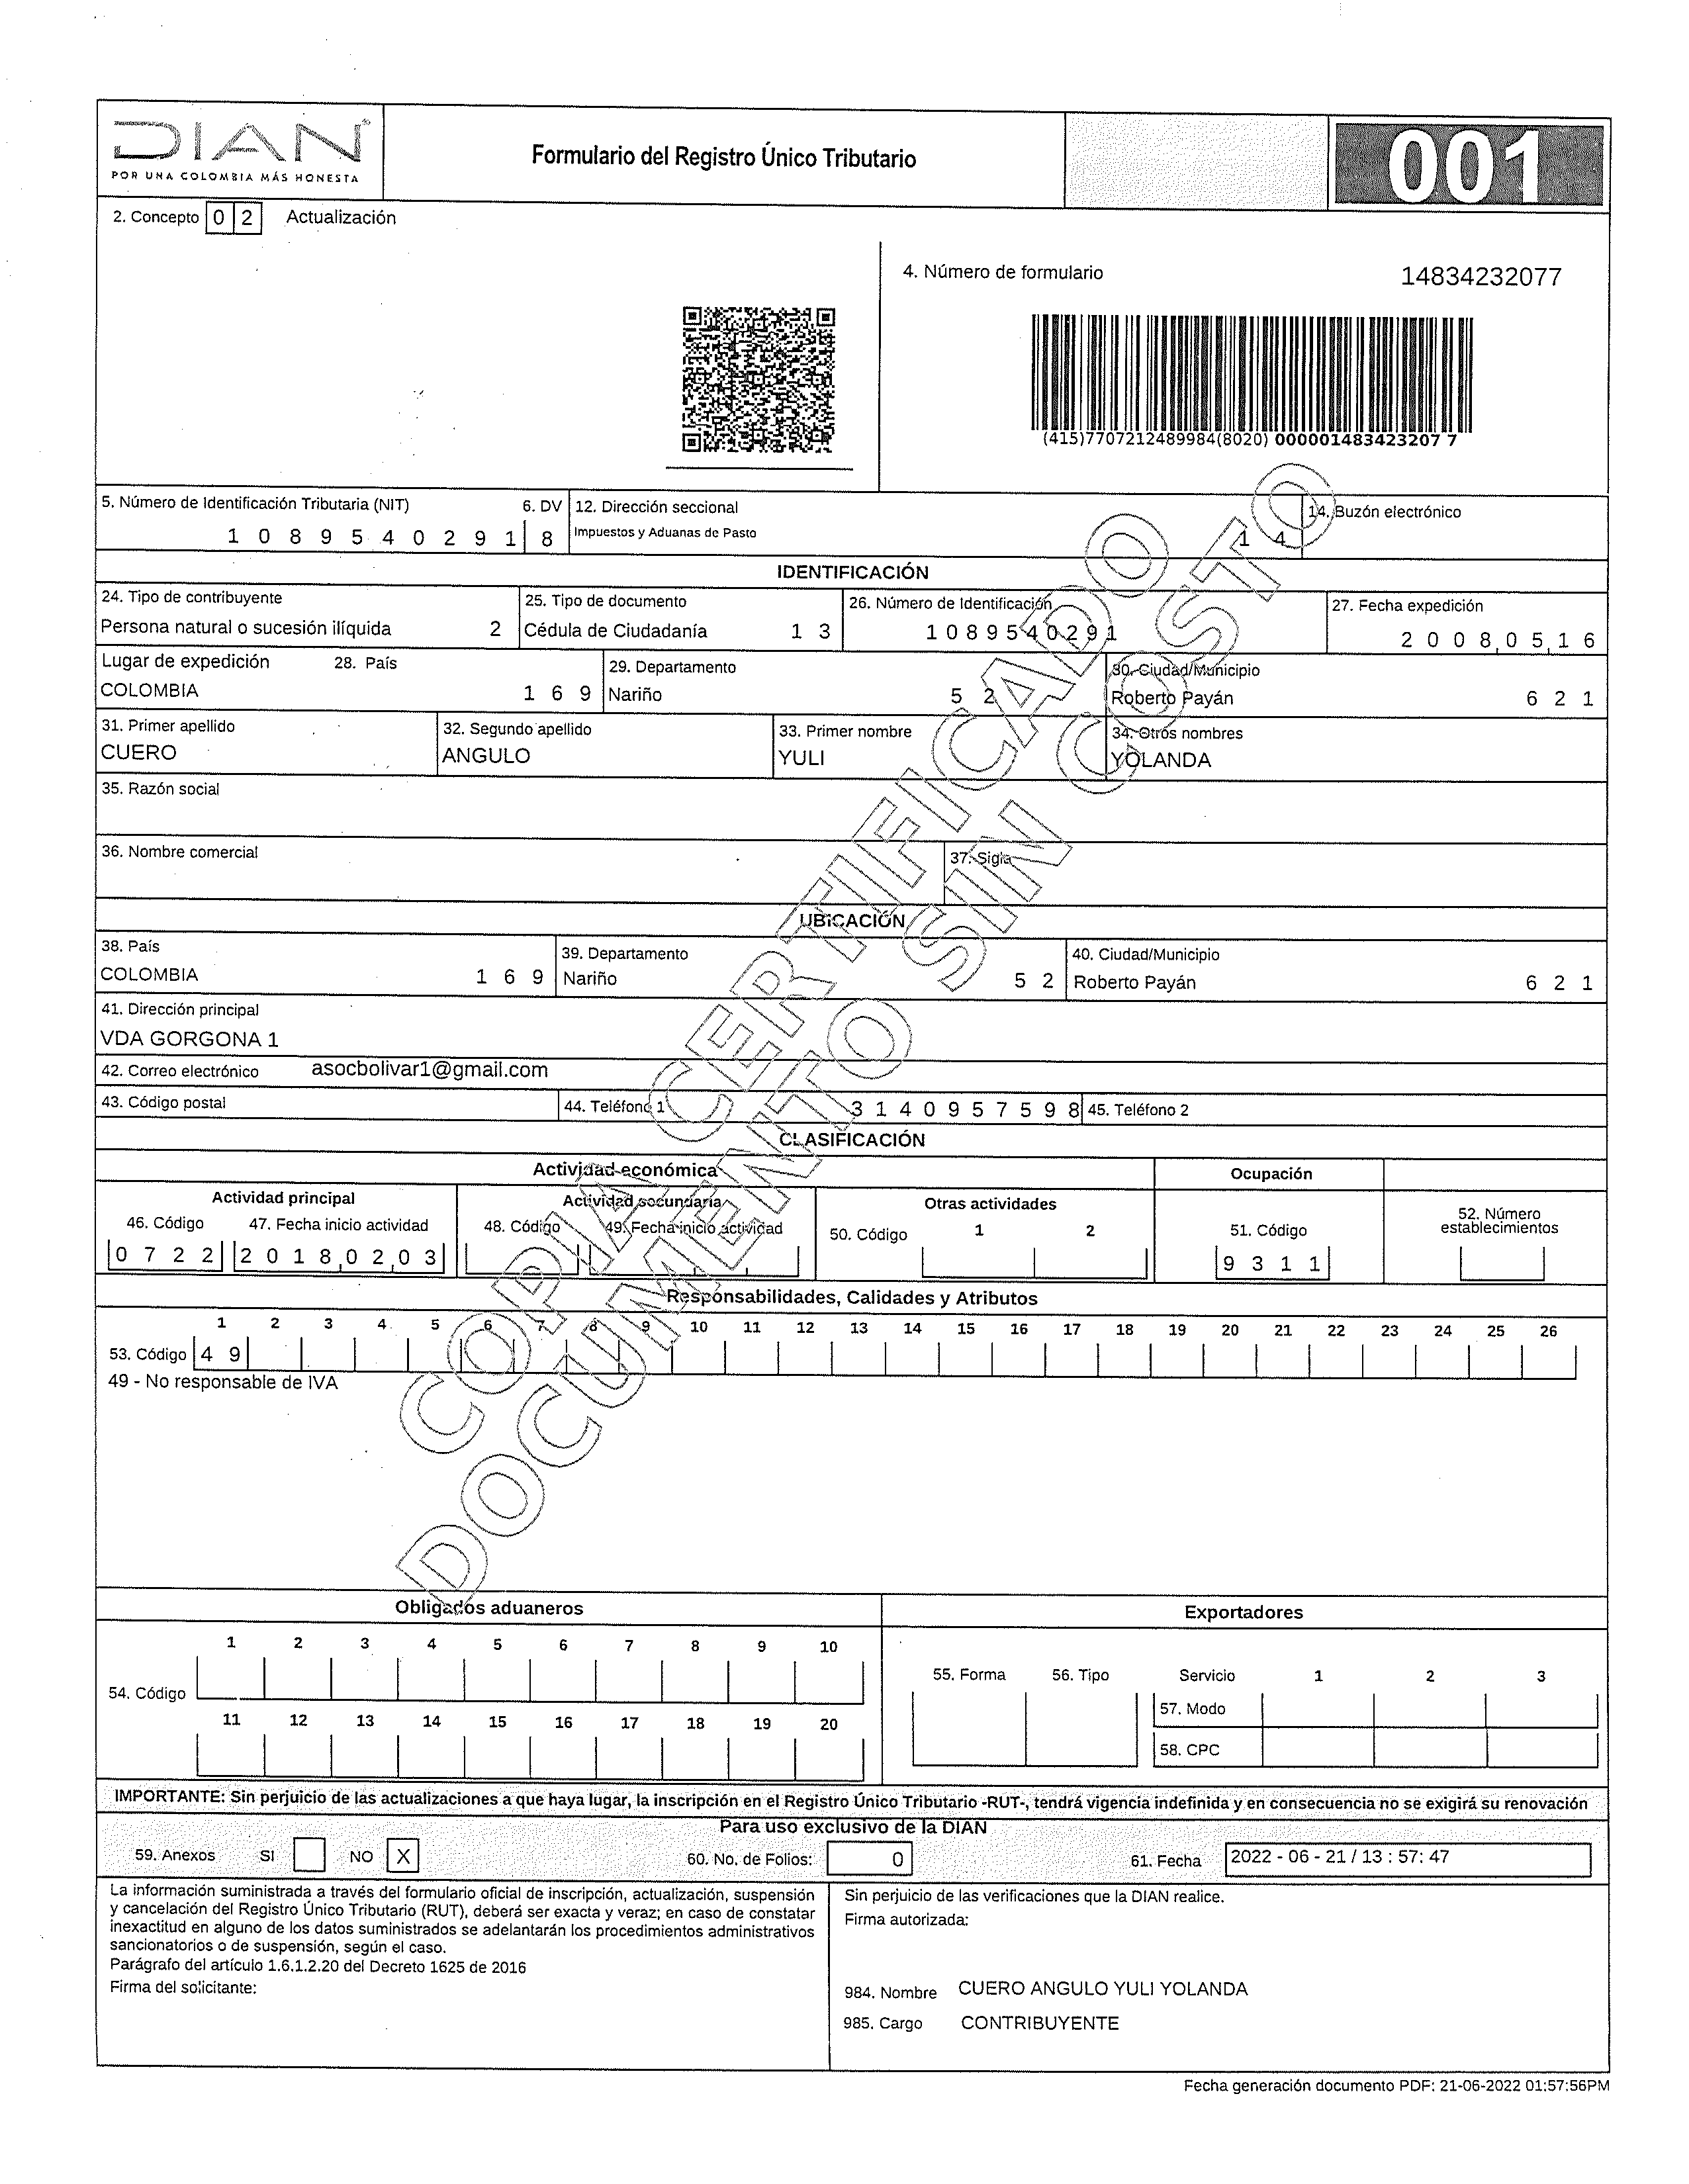 DIAN®
POR UNA COLOMBIA MÁS HONESTA
Formulario del Registro Único Tributario
001
2. Concepto 0 2 Actualización
4. Número de formulario 14834232077
(415)7707212489984(8020) 000001483423207 7
5. Número de Identificación Tributaria (NIT) 6. DV 12. Dirección seccional 14. Buzón electrónico
1 0 8 9 5 4 0 2 9 1 8 Impuestos y Aduanas de Pasto 1 4
IDENTIFICACIÓN
24. Tipo de contribuyente 25. Tipo de documento 26. Número de Identificación 27. Fecha expedición
Persona natural o sucesión ilíquida 2 Cédula de Ciudadanía 1 3 1 0 8 9 5 4 0 2 9 1 2 0 0 8 0 5 1 6
Lugar de expedición 28. País 29. Departamento 30. Ciudad/Municipio
COLOMBIA 1 6 9 Nariño 5 2 Roberto Payán 6 2 1
31. Primer apellido 32. Segundo apellido 33. Primer nombre 34. Otros nombres
CUERO ANGULO YULI YOLANDA
35. Razón social
36. Nombre comercial 37. Sigla
UBICACIÓN
38. País 39. Departamento 40. Ciudad/Municipio
COLOMBIA 1 6 9 Nariño 5 2 Roberto Payán 6 2 1
41. Dirección principal
VDA GORGONA 1
42. Correo electrónico asocbolivar1@gmail.com
43. Código postal 44. Teléfono 1 3 1 4 0 9 5 7 5 9 8 45. Teléfono 2
CLASIFICACIÓN
Actividad económica Ocupación
Actividad principal Actividad secundaria Otras actividades 52. Número establecimientos
46. Código 47. Fecha inicio actividad 48. Código 49. Fecha inicio actividad 50. Código 1 2 51. Código
0 7 2 2 2 0 1 8 0 2 0 3 9 3 1 1
Responsabilidades, Calidades y Atributos
1 2 3 4 5 6 7 8 9 10 11 12 13 14 15 16 17 18 19 20 21 22 23 24 25 26
53. Código 4 9
49 - No responsable de IVA
COPIA CERTIFICADO
DOCUMENTO SIN COSTO
Obligados aduaneros Exportadores
1 2 3 4 5 6 7 8 9 10
55. Forma 56. Tipo Servicio 1 2 3
54. Código
57. Modo
11 12 13 14 15 16 17 18 19 20
58. CPC
IMPORTANTE: Sin perjuicio de las actualizaciones a que haya lugar, la inscripción en el Registro Único Tributario -RUT-, tendrá vigencia indefinida y en consecuencia no se exigirá su renovación
Para uso exclusivo de la DIAN
59. Anexos SI NO X 60. No. de Folios: 0 61. Fecha 2022 - 06 - 21 / 13 : 57: 47
La información suministrada a través del formulario oficial de inscripción, actualización, suspensión
y cancelación del Registro Único Tributario (RUT), deberá ser exacta y veraz; en caso de constatar
inexactitud en alguno de los datos suministrados se adelantarán los procedimientos administrativos
sancionatorios o de suspensión, según el caso.
Parágrafo del artículo 1.6.1.2.20 del Decreto 1625 de 2016
Firma del solicitante:
Sin perjuicio de las verificaciones que la DIAN realice.
Firma autorizada:
984. Nombre CUERO ANGULO YULI YOLANDA
985. Cargo CONTRIBUYENTE
Fecha generación documento PDF: 21-06-2022 01:57:56PM